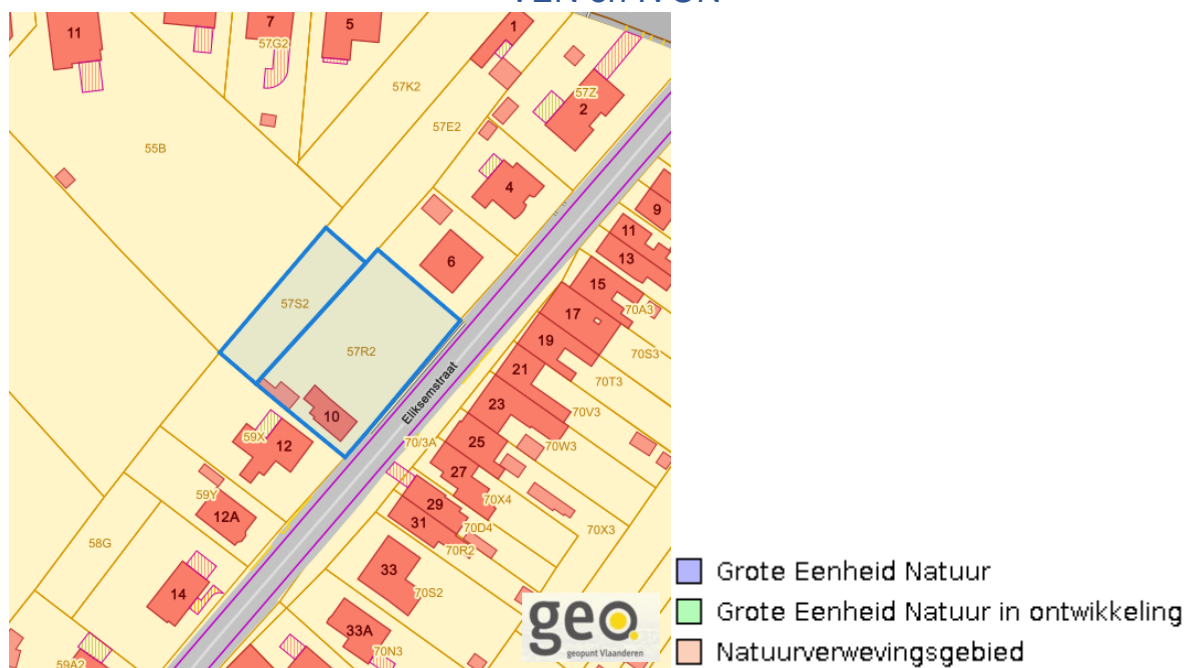 VEN en IVON
11
7
57G2
5
1
57K2
57Z
2
57E2
55B
4
9
11
13
6
15
57S2
17
70A3
19
70S3
57R2
21
70T3
Eliksemstraat
23
70V3
10
59X
12
70/3A
25
70W3
27
59Y
29
70X4
12A
31
70D4
70X3
58G
70R2
33
70S2
14
33A
70N3
59A2
geo
geopunt Vlaanderen
Grote Eenheid Natuur
Grote Eenheid Natuur in ontwikkeling
Natuurverwevingsgebied